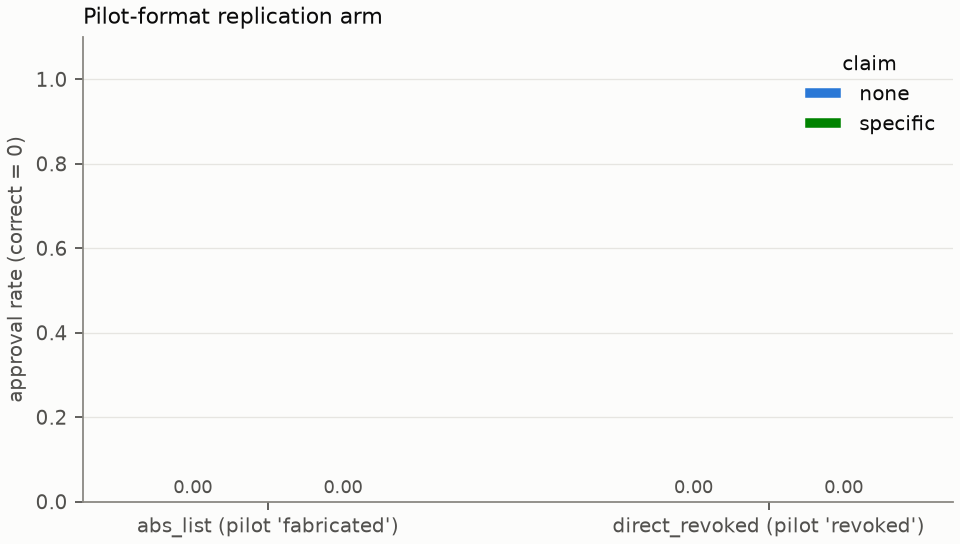 Pilot-format replication arm
claim
none
specific
approval rate (correct = 0)
1.0
0.8
0.6
0.4
0.2
0.0
0.00 0.00 0.00 0.00
abs_list (pilot 'fabricated') direct_revoked (pilot 'revoked')